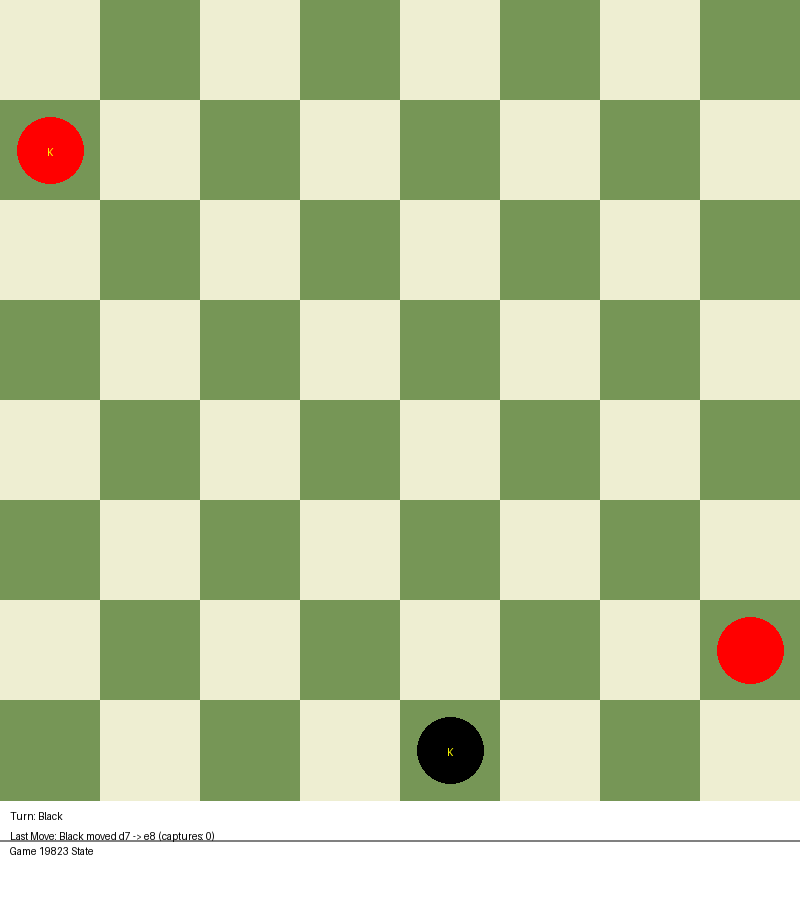 K
K
Turn: Black
Last Move: Black moved d7 -> e8 (captures: 0)
Game 19823 State